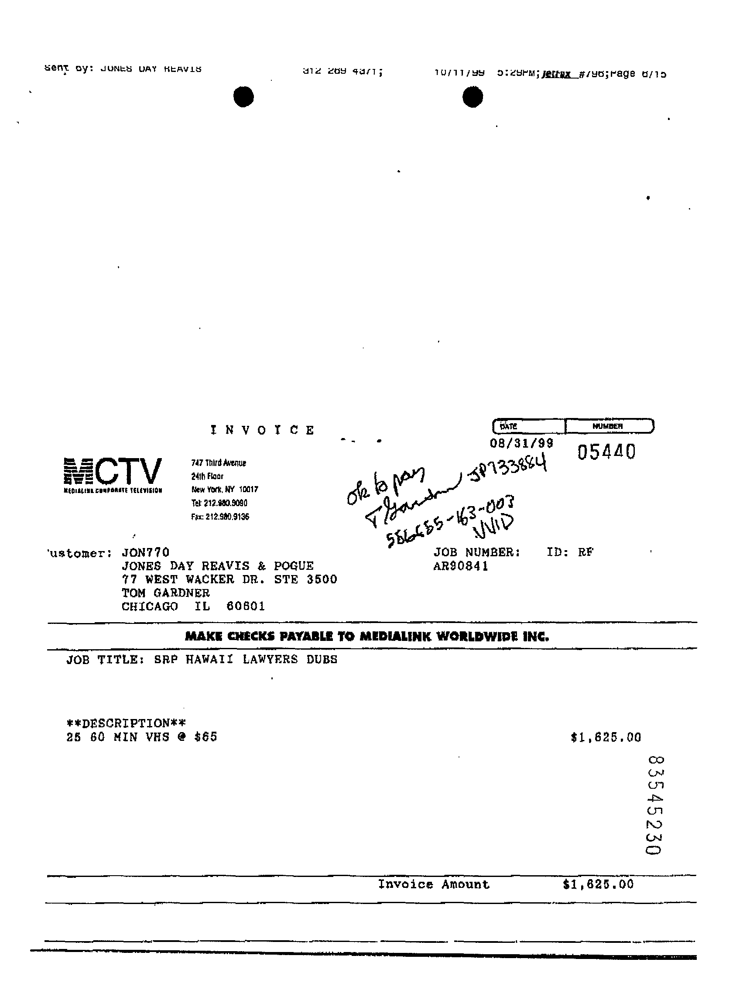 Sent by: JONES DAY REAVIS 312 269 4371; 10/11/99 5:29PM; Jetfax #796; Page 6/15
INVOICE
DATE NUMBER
08/31/99 05440
MCTV
MEDIALINK CORPORATE TELEVISION
747 Third Avenue
24th Floor
New York, NY 10017
Tel: 212.980.9090
Fax: 212.980.9136
ok to pay
T Gardner JP733884
-163-003
'ustomer: JON770
JONES DAY REAVIS & POGUE
77 WEST WACKER DR. STE 3500
TOM GARDNER
CHICAGO IL 60601
JOB NUMBER: ID: RF
AR90841
MAKE CHECKS PAYABLE TO MEDIALINK WORLDWIDE INC.
JOB TITLE: SRP HAWAII LAWYERS DUBS
**DESCRIPTION**
25 60 MIN VHS @ $65 $1,625.00
83545230
Invoice Amount $1,625.00